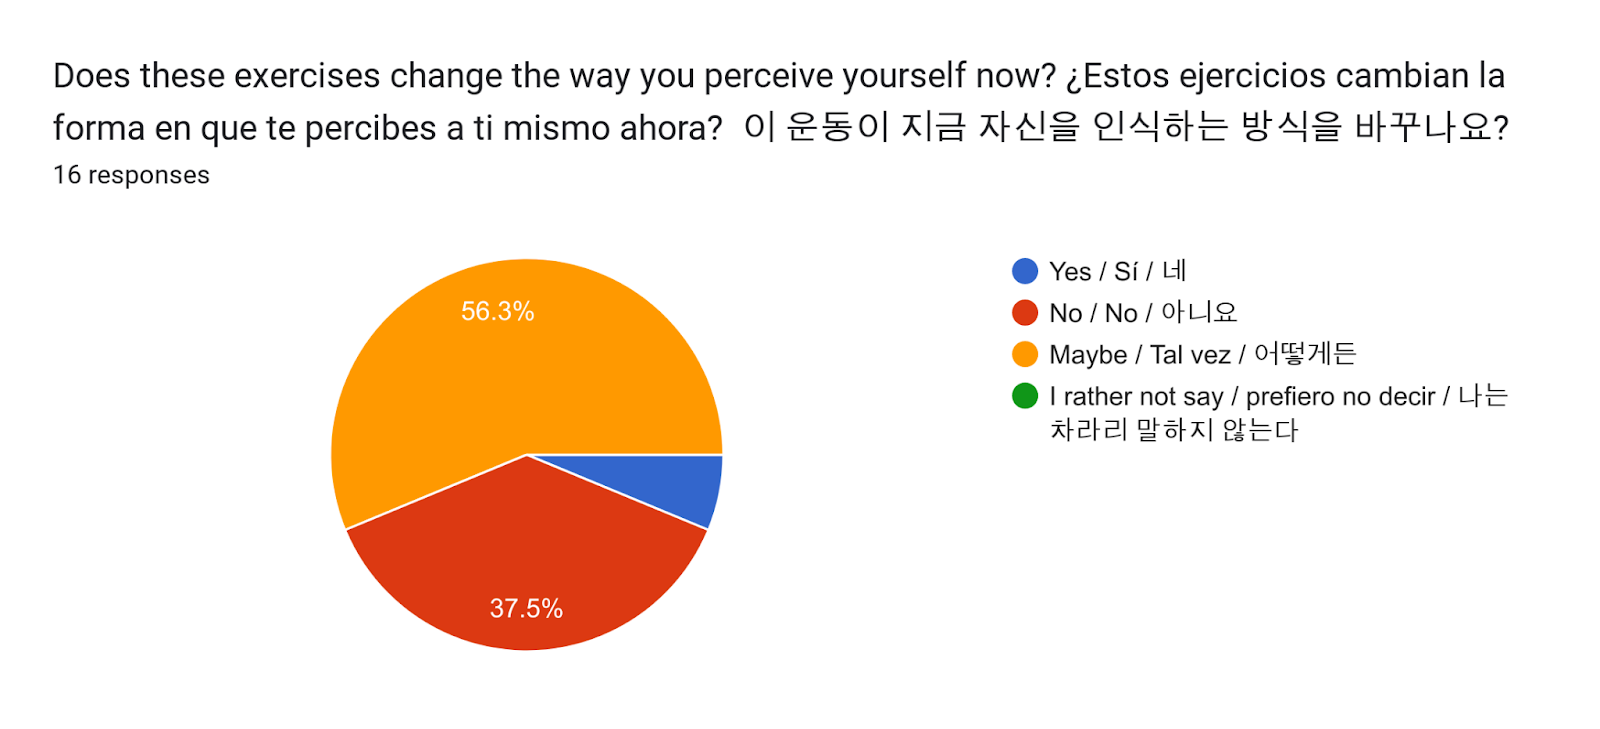 Does these exercises change the way you perceive yourself now? ¿Estos ejercicios cambian la
forma en que te percibes a ti mismo ahora? 이 운동이 지금 자신을 인식하는 방식을 바꾸나요?
16 responses
56.3%
37.5%
Yes / Sí / 네
No / No / 아니요
Maybe / Tal vez / 어떻게든
I rather not say / prefiero no decir / 나는
차라리 말하지 않는다